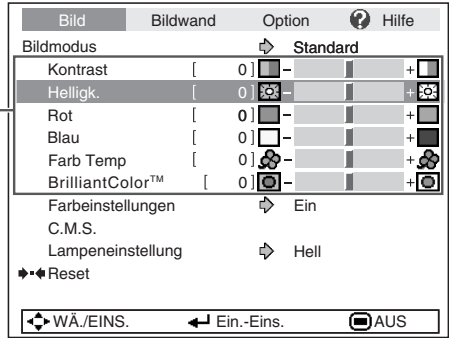 Bild Bildwand Option Hilfe
Bildmodus Standard
Kontrast [ 0 ] - +
Helligk. [ 0 ] - +
Rot [ 0 ] - +
Blau [ 0 ] - +
Farb Temp [ 0 ] - +
BrilliantColor™ [ 0 ] - +
Farbeinstellungen Ein
C.M.S.
Lampeneinstellung Hell
Reset
WÄ./EINS. Ein.-Eins. AUS